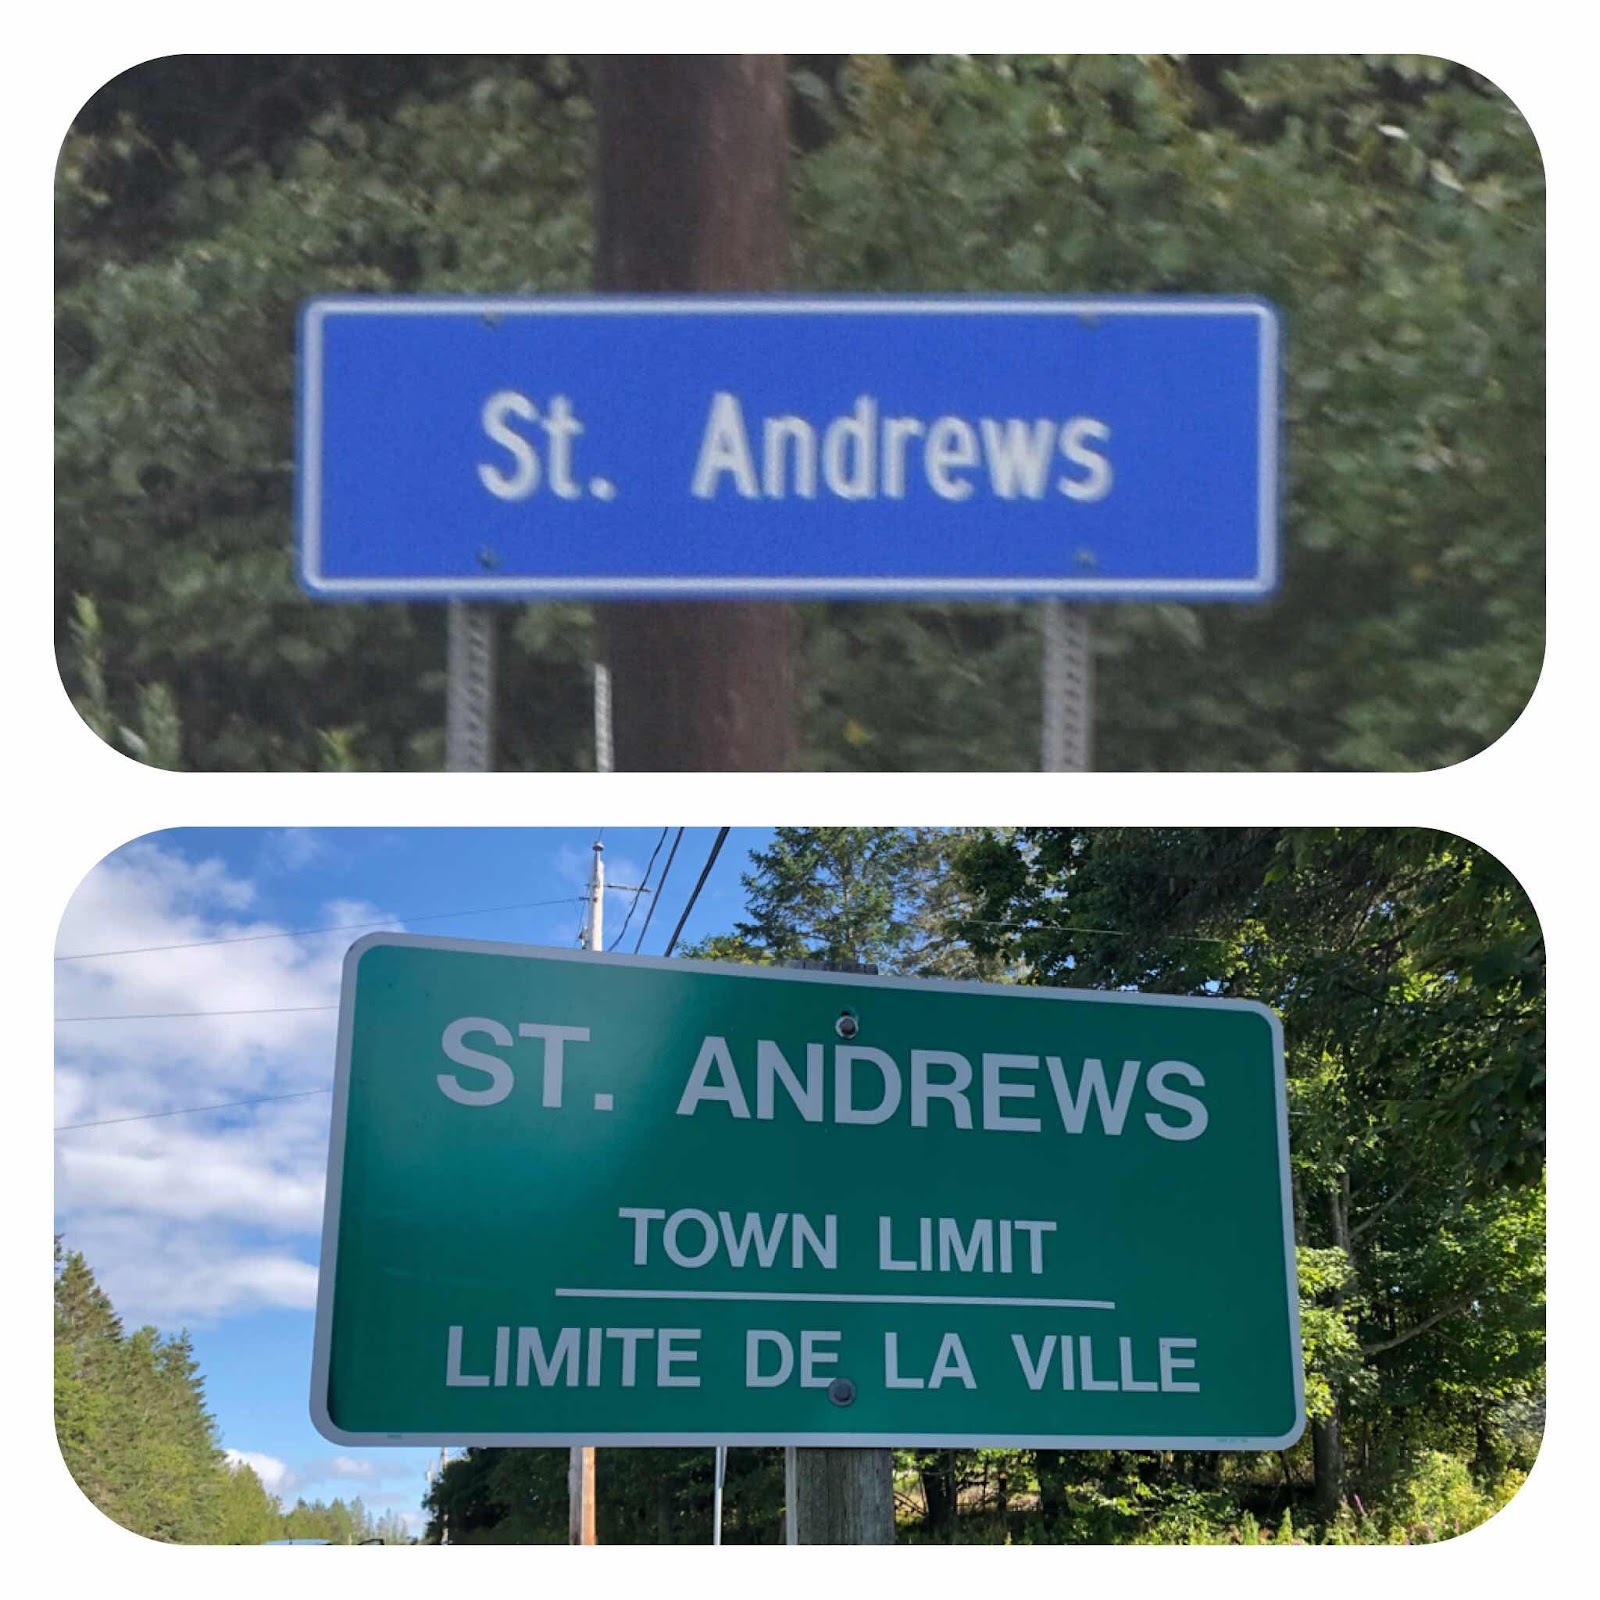 St. Andrews
ST. ANDREWS
TOWN LIMIT
LIMITE DE LA VILLE